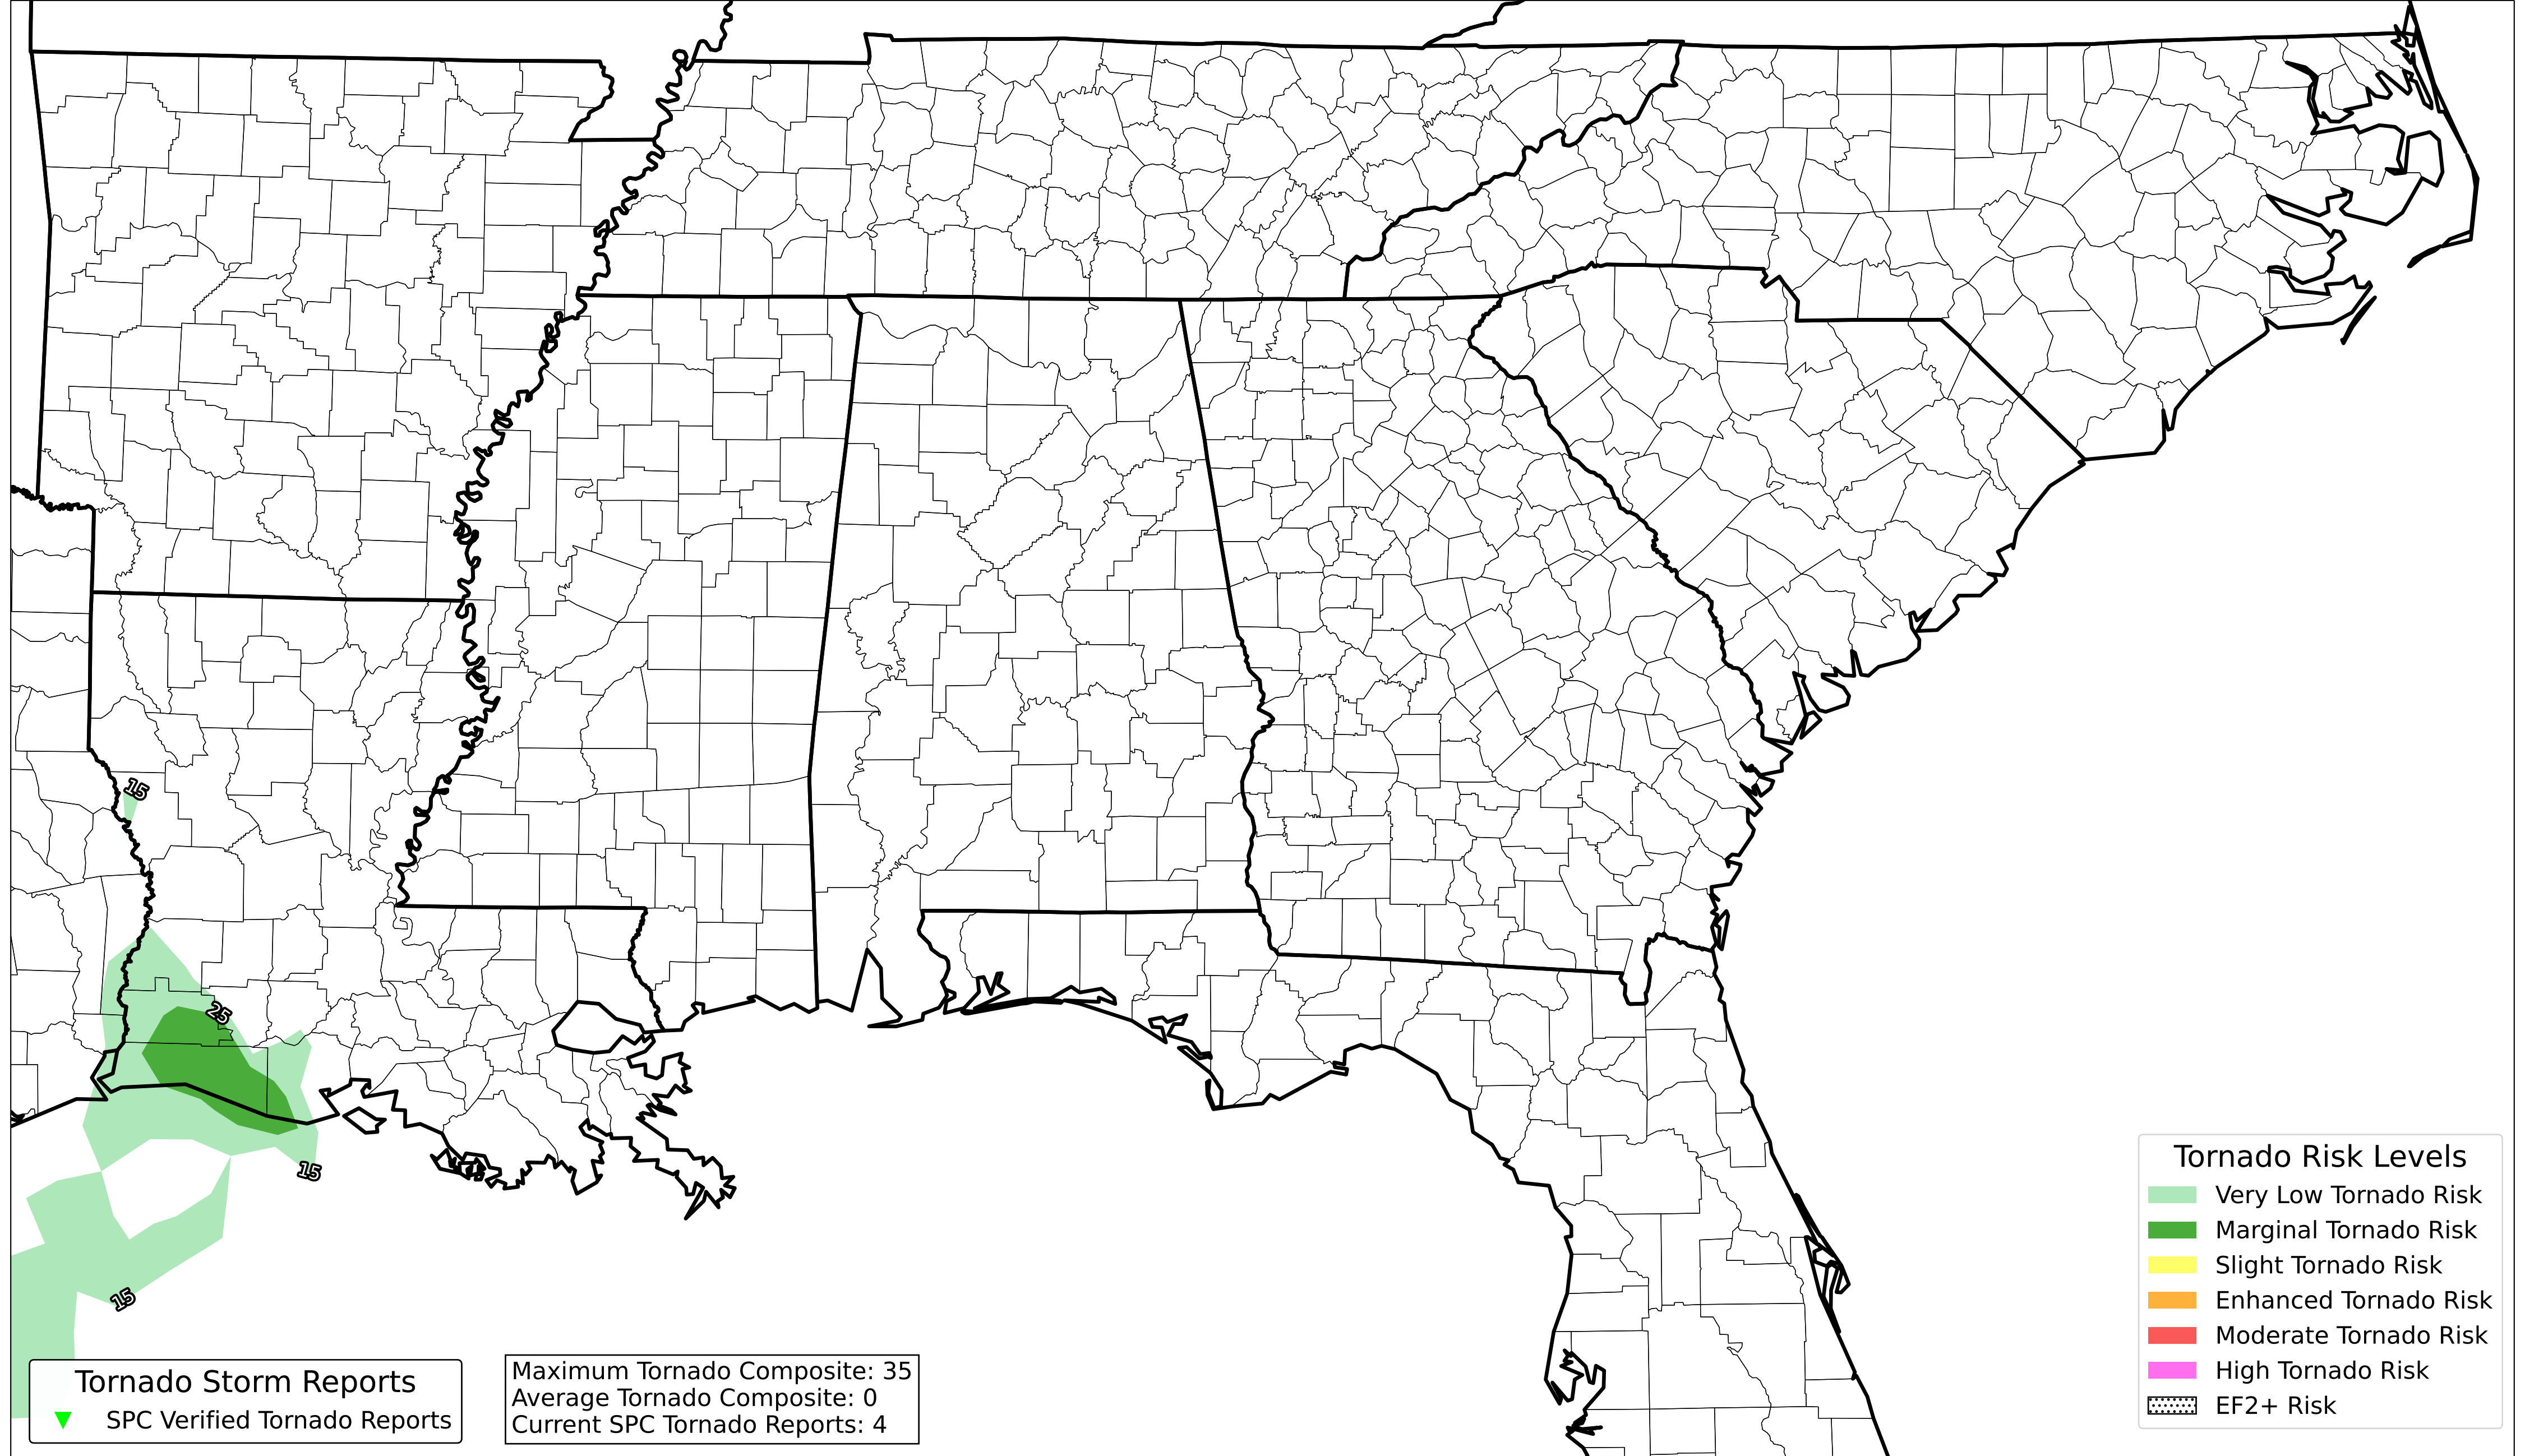 15
25
15
15
Tornado Storm Reports
SPC Verified Tornado Reports
Maximum Tornado Composite: 35
Average Tornado Composite: 0
Current SPC Tornado Reports: 4
Tornado Risk Levels
Very Low Tornado Risk
Marginal Tornado Risk
Slight Tornado Risk
Enhanced Tornado Risk
Moderate Tornado Risk
High Tornado Risk
EF2+ Risk